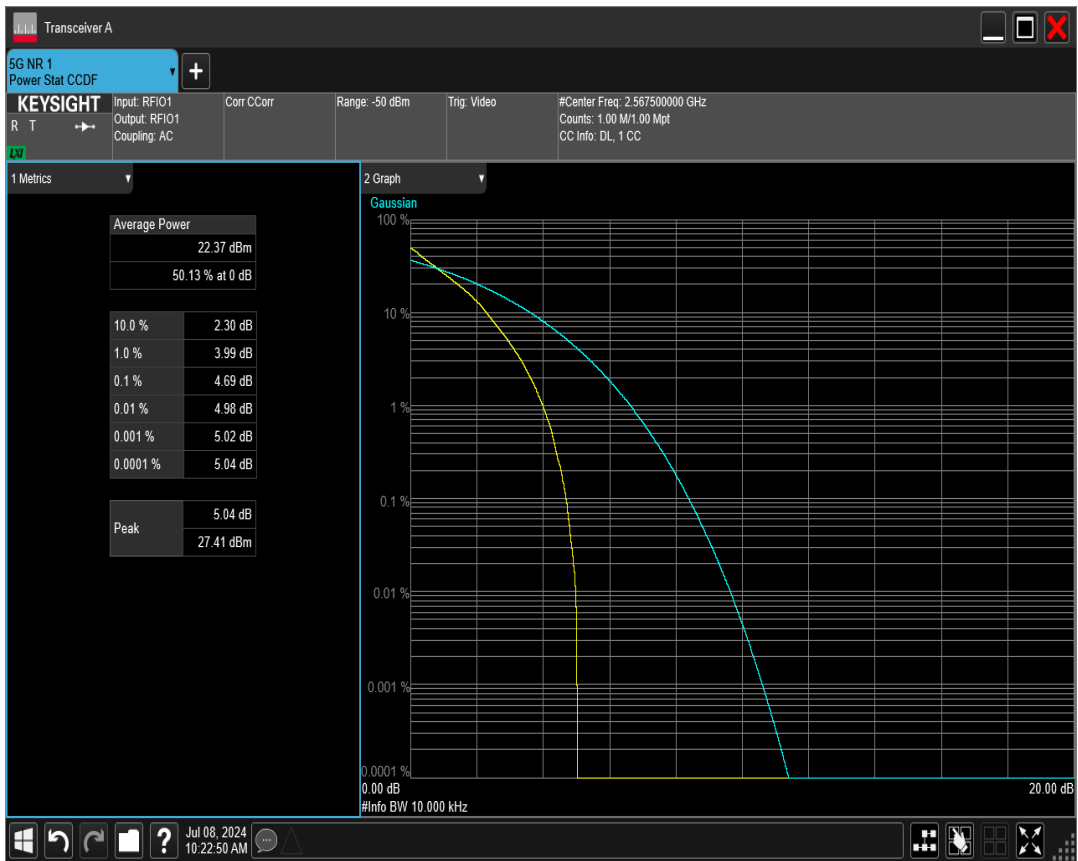 Transceiver A
5G NR 1
Power Stat CCDF
KEYSIGHT
R T
LXI
Input: RFIO1
Output: RFIO1
Coupling: AC
Corr CCorr
Range: -50 dBm
Trig: Video
#Center Freq: 2.567500000 GHz
Counts: 1.00 M/1.00 Mpt
CC Info: DL, 1 CC
1 Metrics
Average Power
22.37 dBm
50.13 % at 0 dB
10.0 % 2.30 dB
1.0 % 3.99 dB
0.1 % 4.69 dB
0.01 % 4.98 dB
0.001 % 5.02 dB
0.0001 % 5.04 dB
Peak 5.04 dB
27.41 dBm
2 Graph
Gaussian
100 %
10 %
1 %
0.1 %
0.01 %
0.001 %
0.0001 %
0.00 dB 20.00 dB
#Info BW 10.000 kHz
Jul 08, 2024
10:22:50 AM